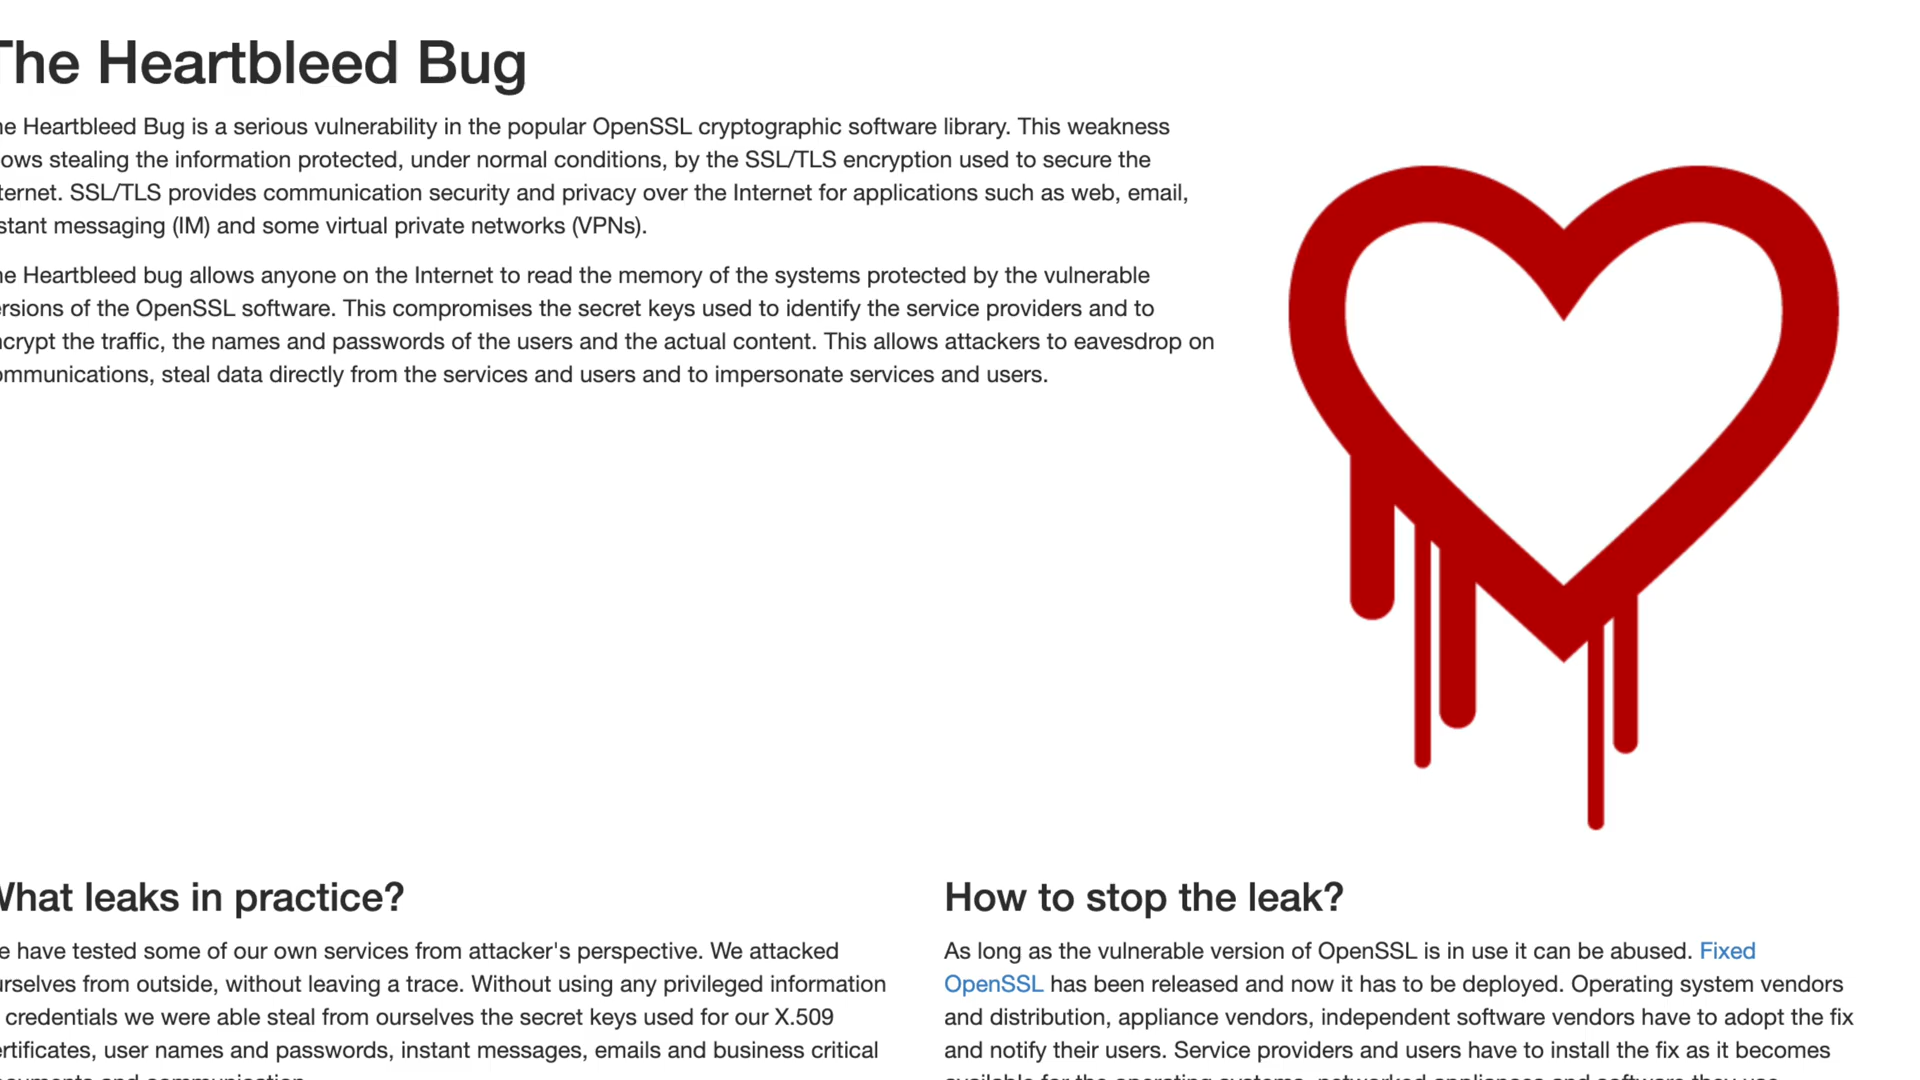 The Heartbleed Bug
he Heartbleed Bug is a serious vulnerability in the popular OpenSSL cryptographic software library. This weakness
ows stealing the information protected, under normal conditions, by the SSL/TLS encryption used to secure the
ternet. SSL/TLS provides communication security and privacy over the Internet for applications such as web, email,
stant messaging (IM) and some virtual private networks (VPNs).
he Heartbleed bug allows anyone on the Internet to read the memory of the systems protected by the vulnerable
rsions of the OpenSSL software. This compromises the secret keys used to identify the service providers and to
crypt the traffic, the names and passwords of the users and the actual content. This allows attackers to eavesdrop on
mmunications, steal data directly from the services and users and to impersonate services and users.
What leaks in practice?
e have tested some of our own services from attacker's perspective. We attacked
urselves from outside, without leaving a trace. Without using any privileged information
credentials we were able steal from ourselves the secret keys used for our X.509
rtificates, user names and passwords, instant messages, emails and business critical
How to stop the leak?
As long as the vulnerable version of OpenSSL is in use it can be abused. Fixed
OpenSSL has been released and now it has to be deployed. Operating system vendors
and distribution, appliance vendors, independent software vendors have to adopt the fix
and notify their users. Service providers and users have to install the fix as it becomes